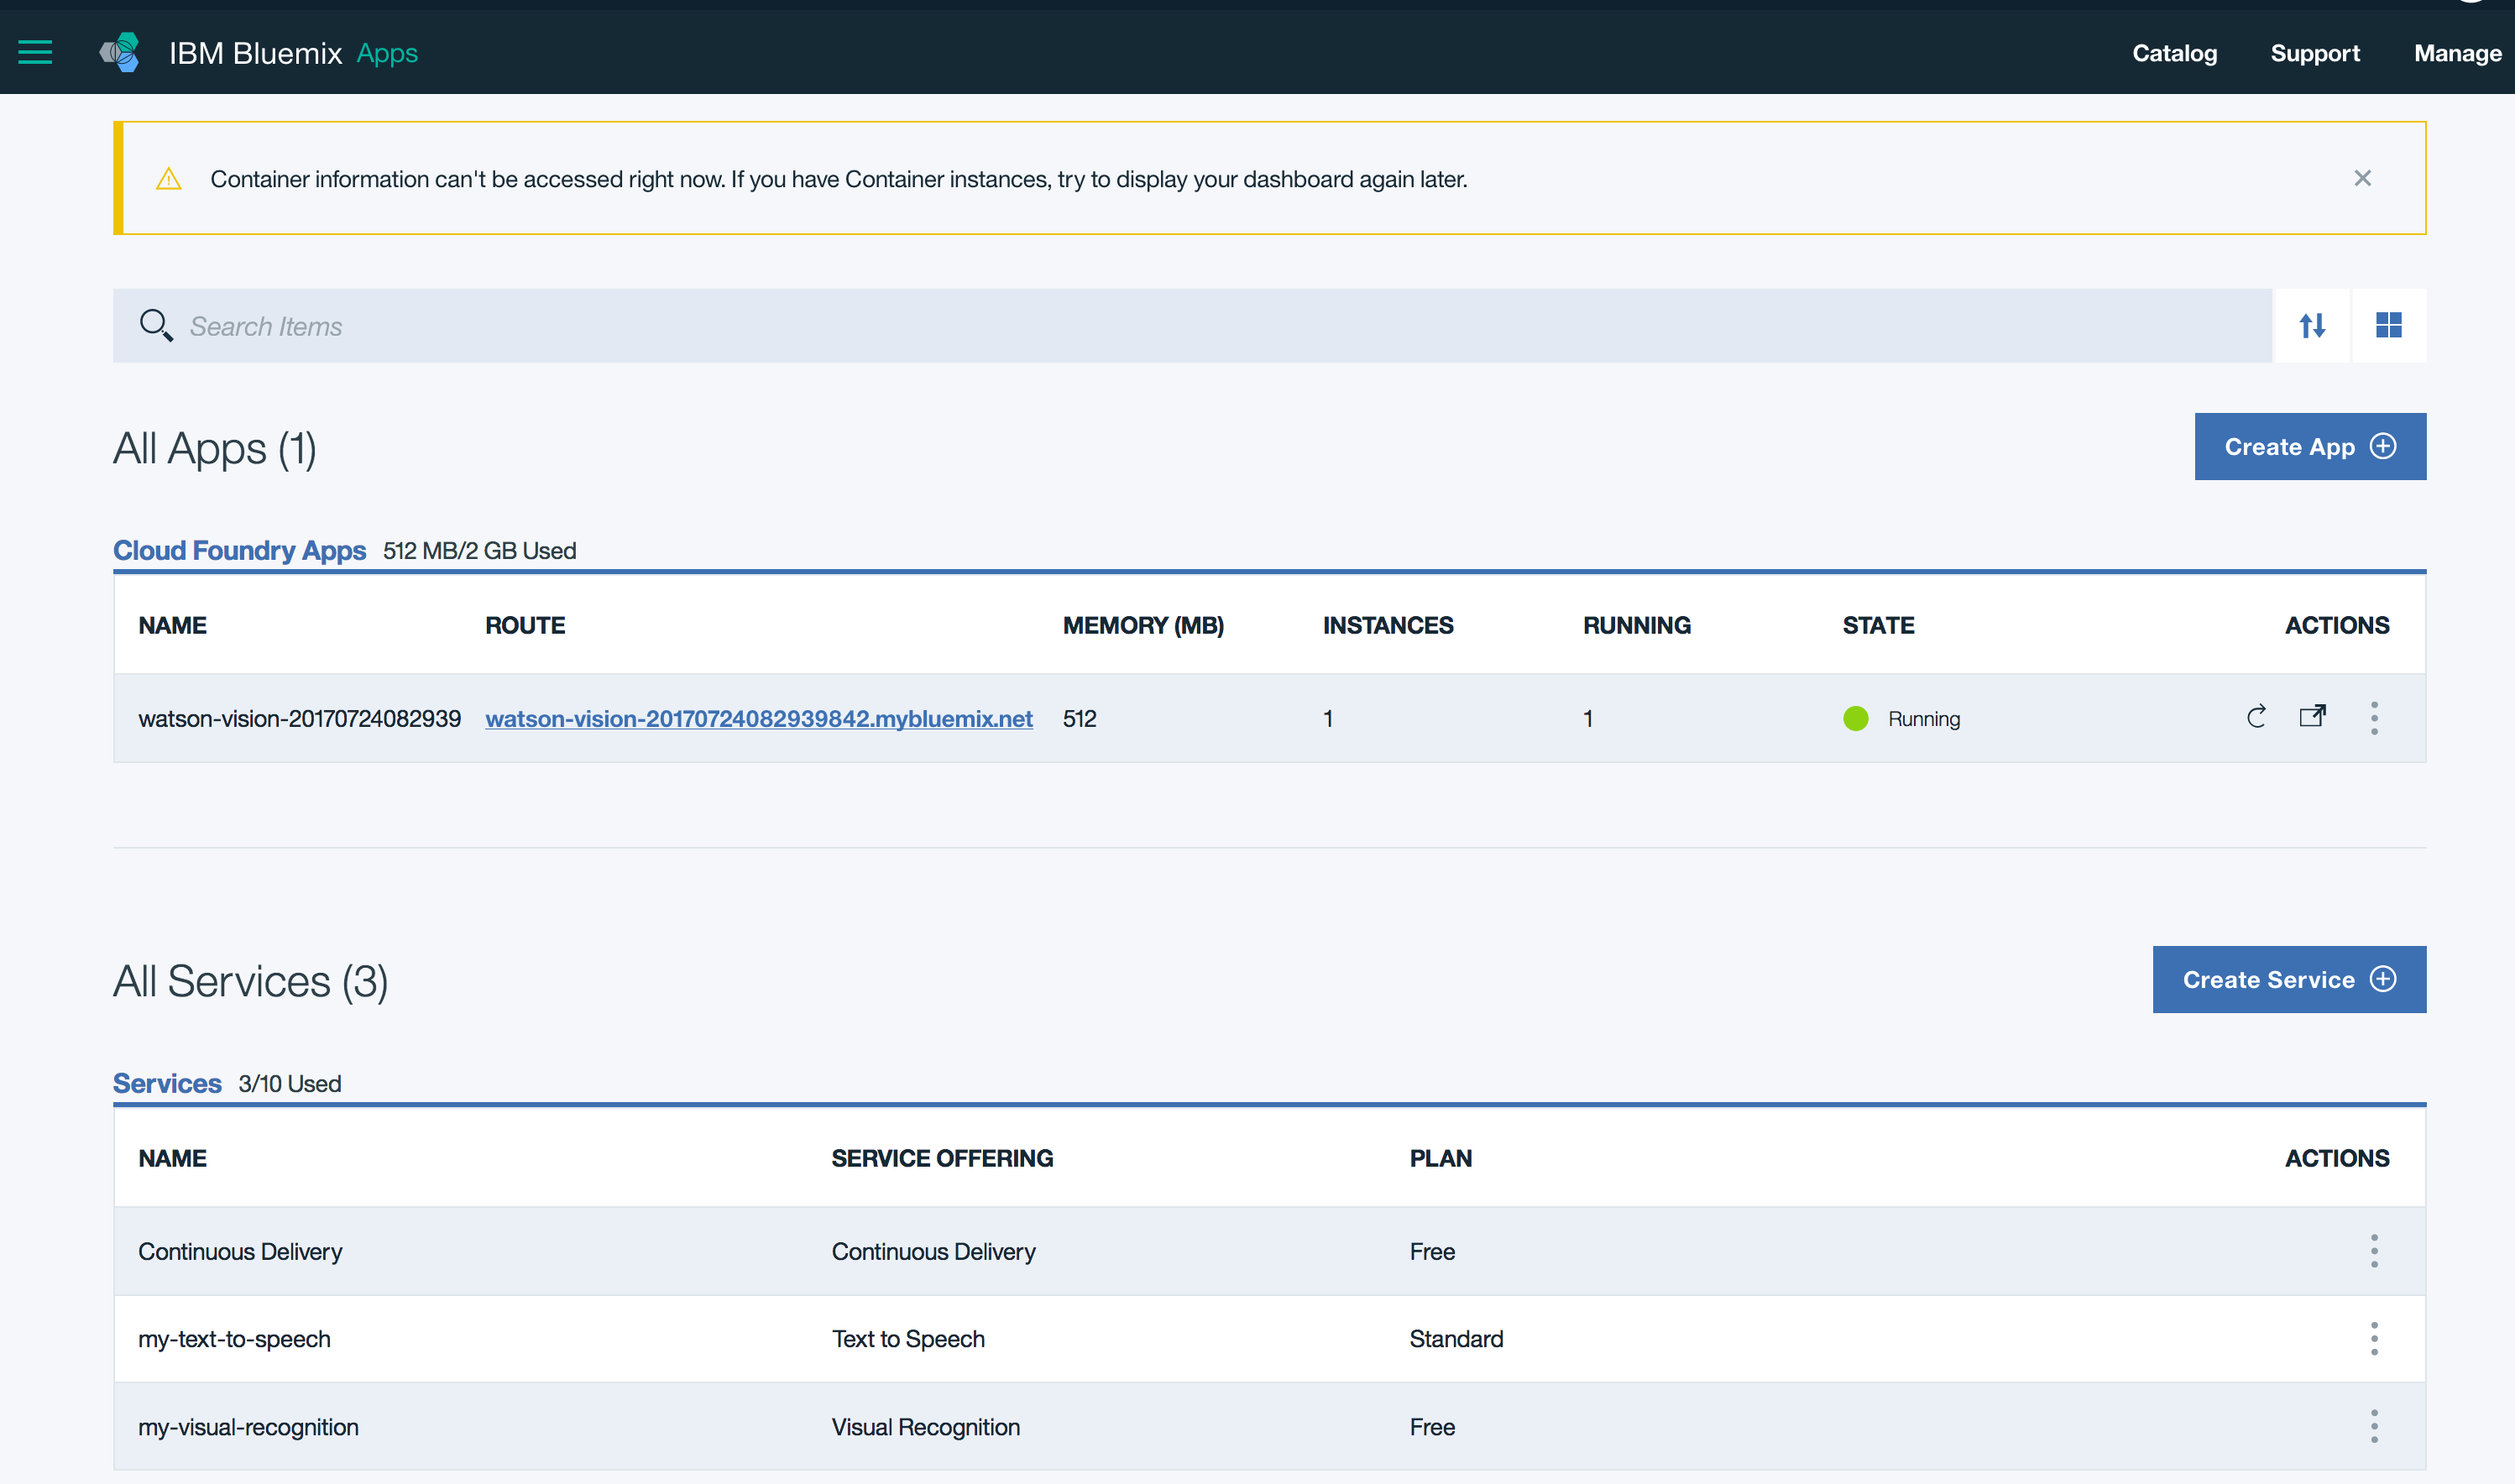 IBM Bluemix Apps Catalog Support Manage
Container information can't be accessed right now. If you have Container instances, try to display your dashboard again later.
Search Items
All Apps (1) Create App
Cloud Foundry Apps 512 MB/2 GB Used
NAME ROUTE MEMORY (MB) INSTANCES RUNNING STATE ACTIONS
watson-vision-20170724082939 watson-vision-20170724082939842.mybluemix.net 512 1 1 Running
All Services (3) Create Service
Services 3/10 Used
NAME SERVICE OFFERING PLAN ACTIONS
Continuous Delivery Continuous Delivery Free
my-text-to-speech Text to Speech Standard
my-visual-recognition Visual Recognition Free